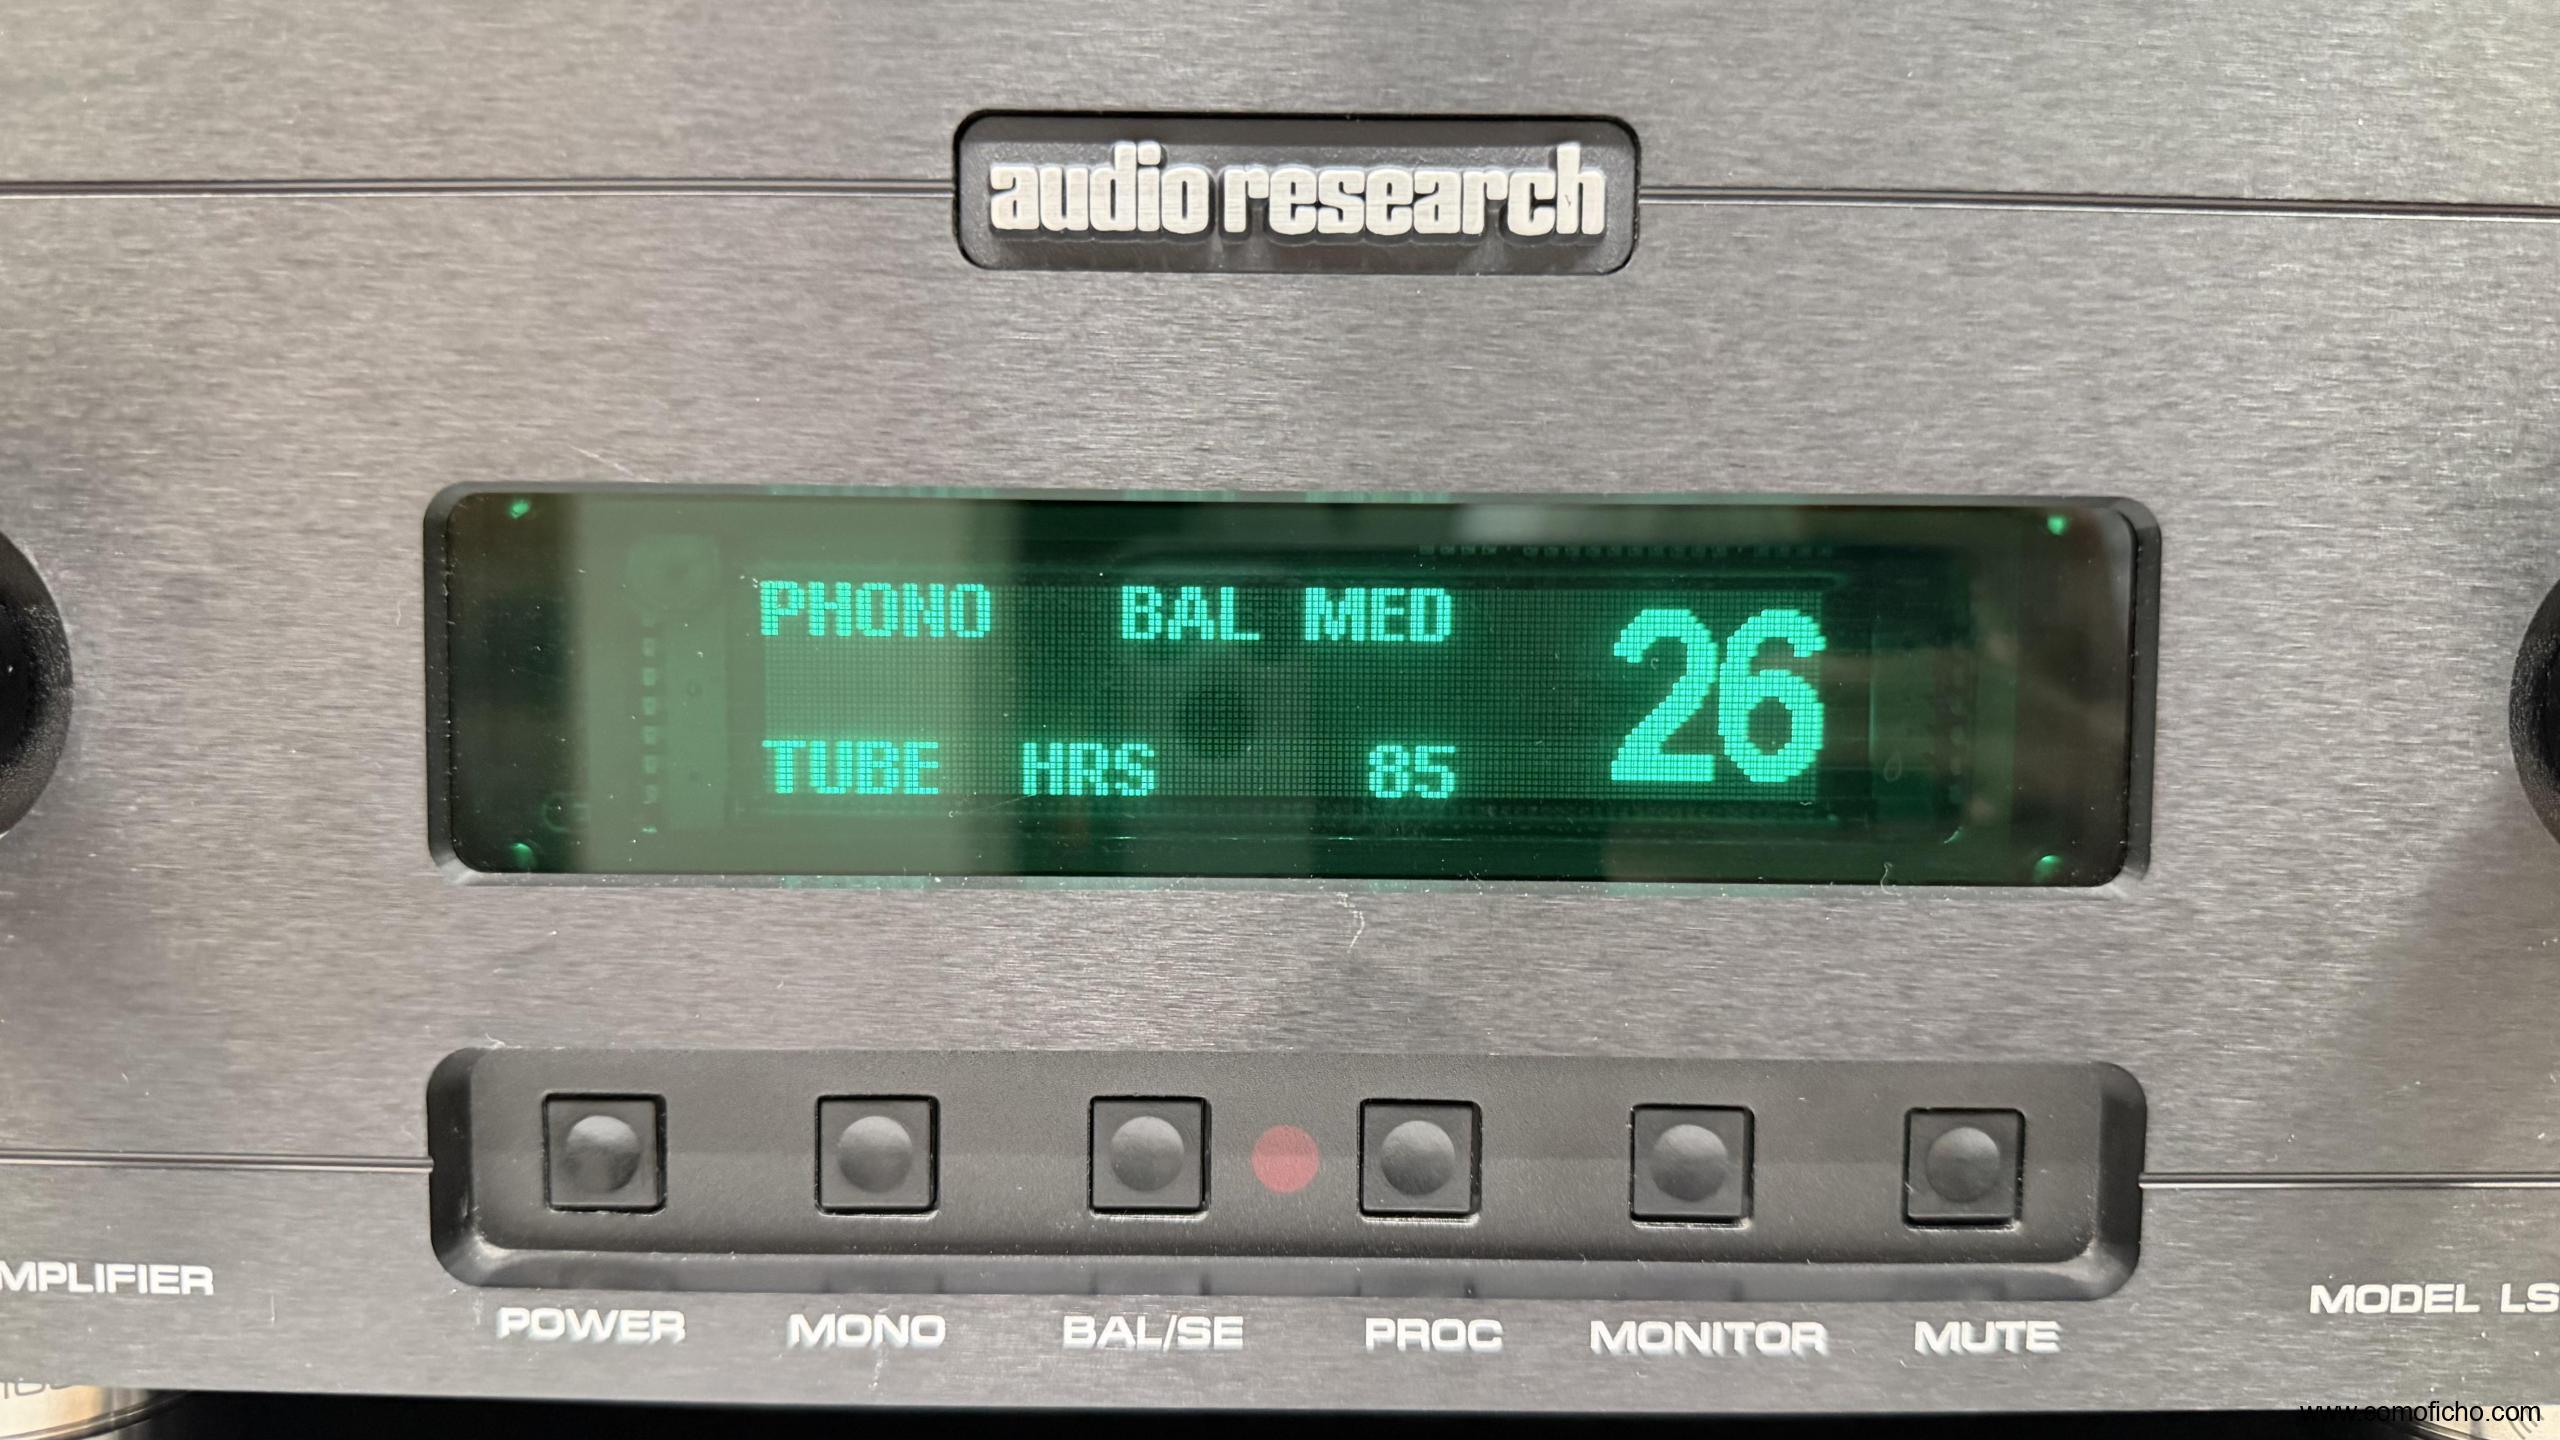 audio research
PHONO BAL MED 26
TUBE HRS 85
POWER MONO BAL/SE PROC MONITOR MUTE
MPLIFIER
MODEL LS
www.comoficho.com